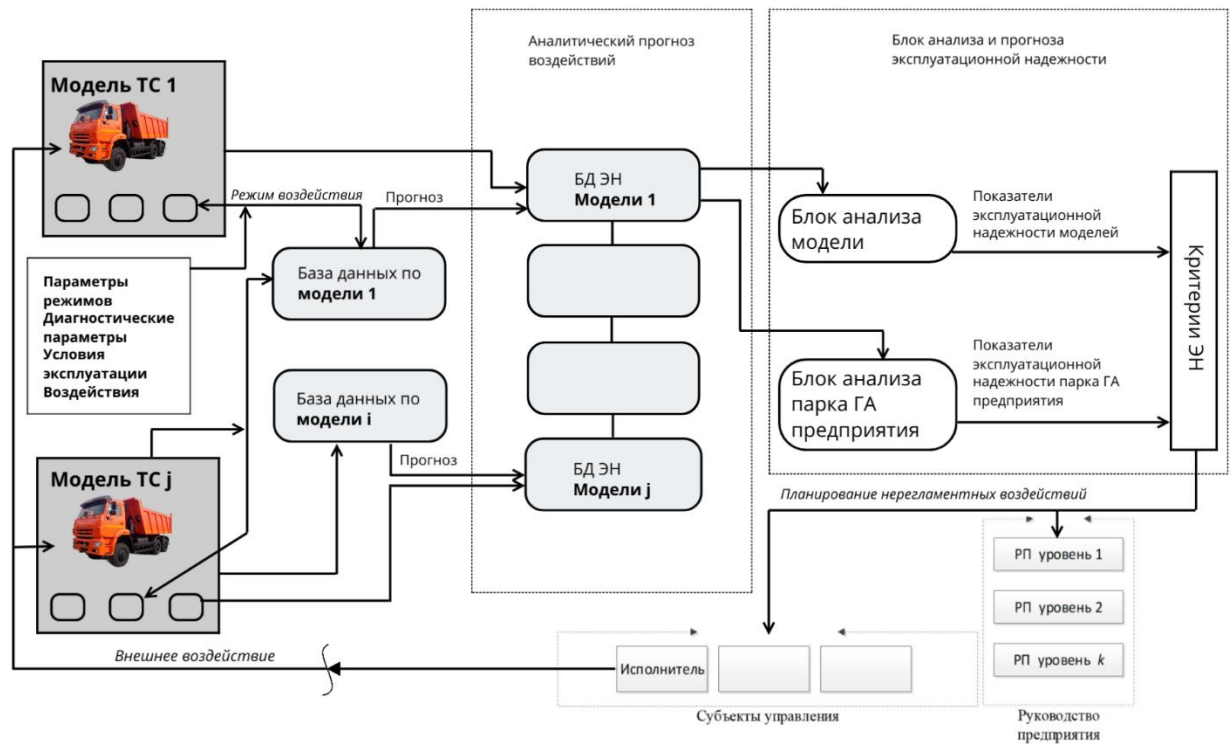 Аналитический прогноз
воздействий
Блок анализа и прогноза
эксплуатационной надежности
Модель ТС 1
Режим воздействия
Прогноз
БД ЭН
Модели 1
Блок анализа
модели
Показатели
эксплуатационной
надежности моделей
Критерии ЭН
Параметры
режимов
Диагностические
параметры
Условия
эксплуатации
Воздействия
База данных по
модели 1
База данных по
модели i
Прогноз
Блок анализа
парка ГА
предприятия
Показатели
эксплуатационной
надежности парка ГА
предприятия
Модель ТС j
БД ЭН
Модели j
Планирование нерегламентных воздействий
РП уровень 1
РП уровень 2
РП уровень k
Внешнее воздействие
Исполнитель
Субъекты управления
Руководство
предприятия